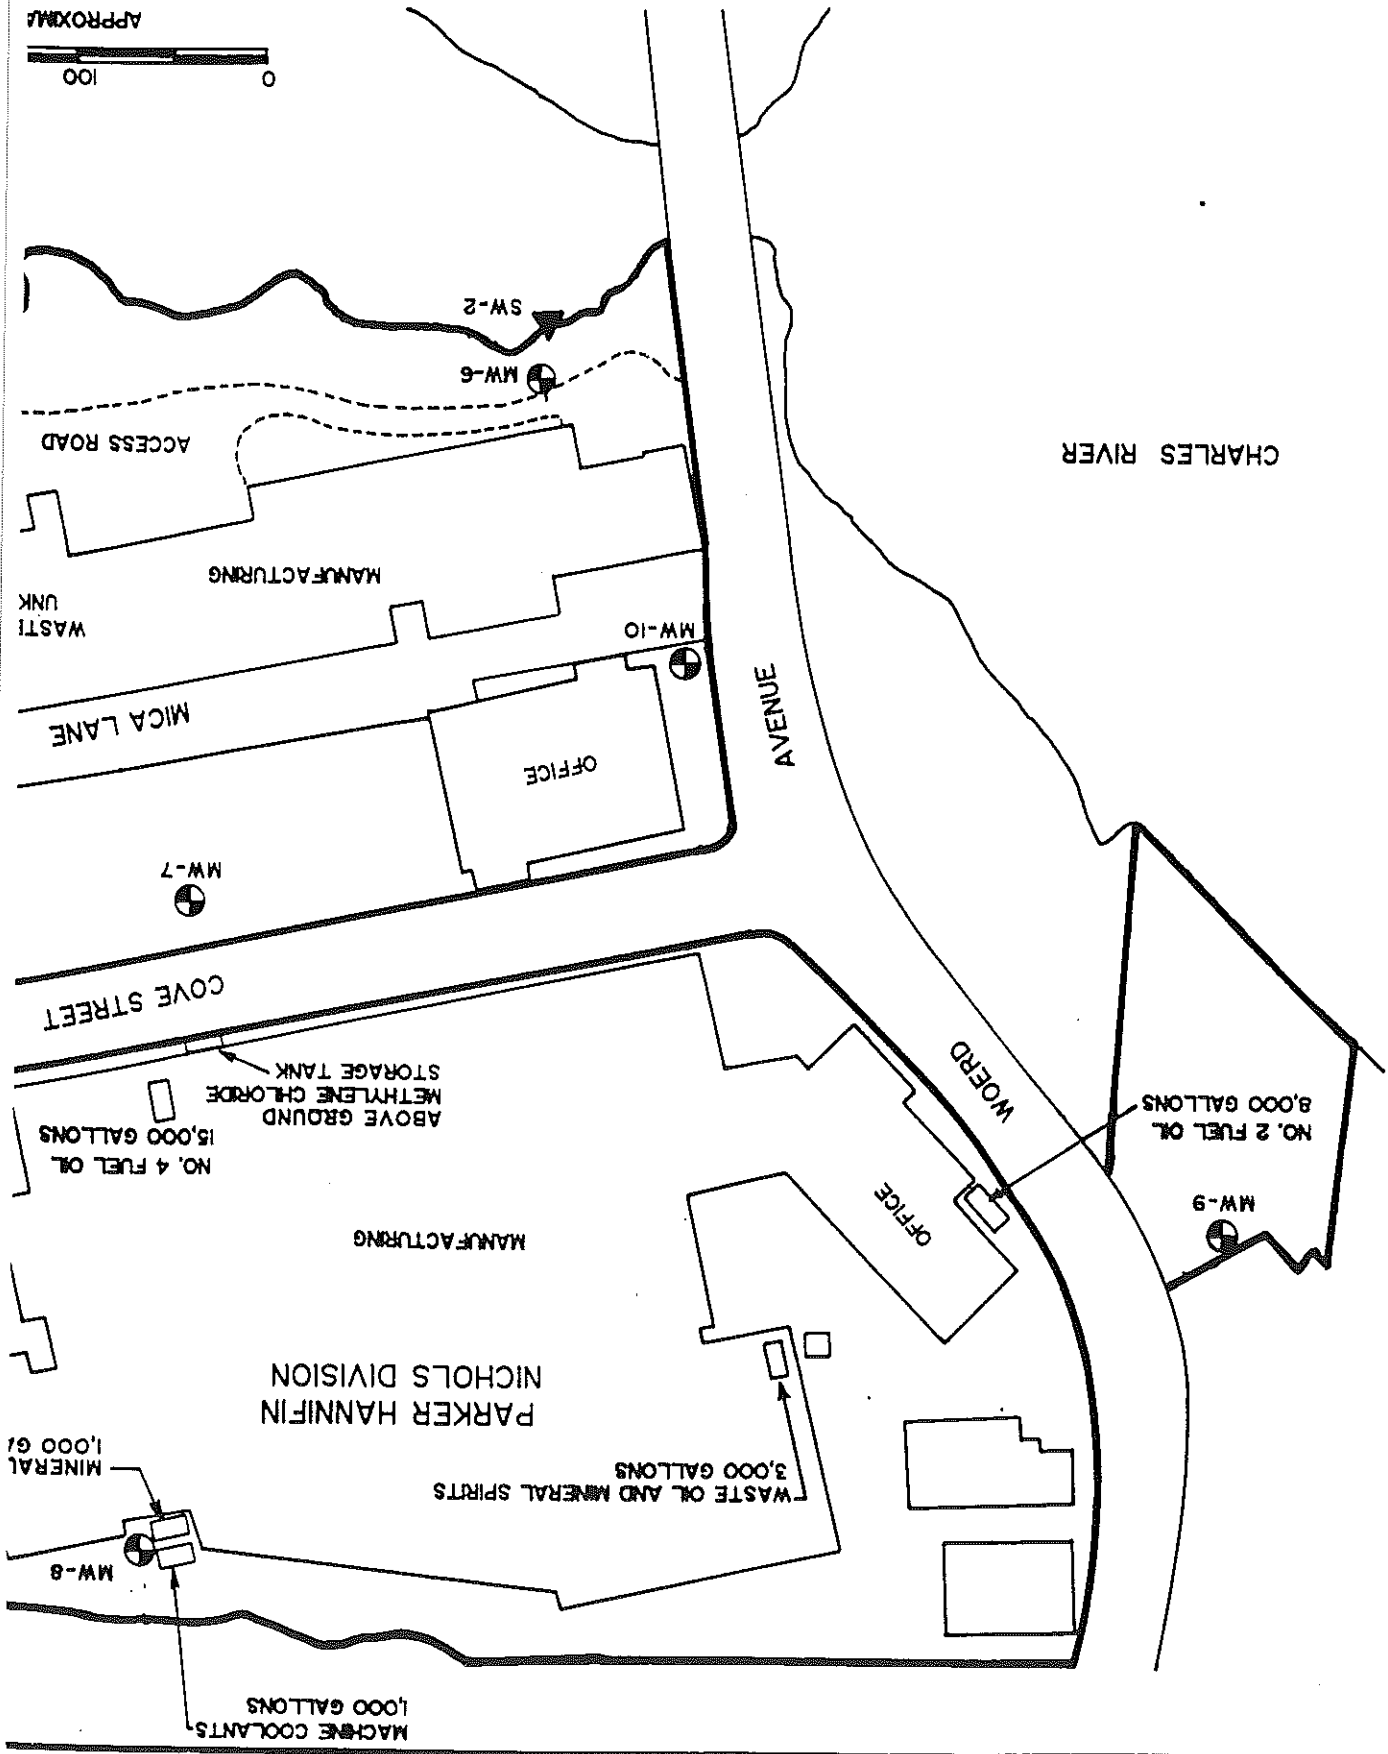 MACHINE COOLANTS
1,000 GALLONS
MW-8
MINERAL
1,000
WASTE OIL AND MINERAL SPIRITS
3,000 GALLONS
PARKER HANNIFIN
NICHOLS DIVISION
MANUFACTURING
OFFICE
MW-9
NO. 2 FUEL OIL
8,000 GALLONS
NO. 4 FUEL OIL
15,000 GALLONS
ABOVE GROUND
METHYLENE CHLORIDE
STORAGE TANK
WOERD
AVENUE
COVE STREET
MW-7
OFFICE
MICA LANE
MW-10
MANUFACTURING
UNK
CHARLES RIVER
ACCESS ROAD
MW-6
SW-2
0
100